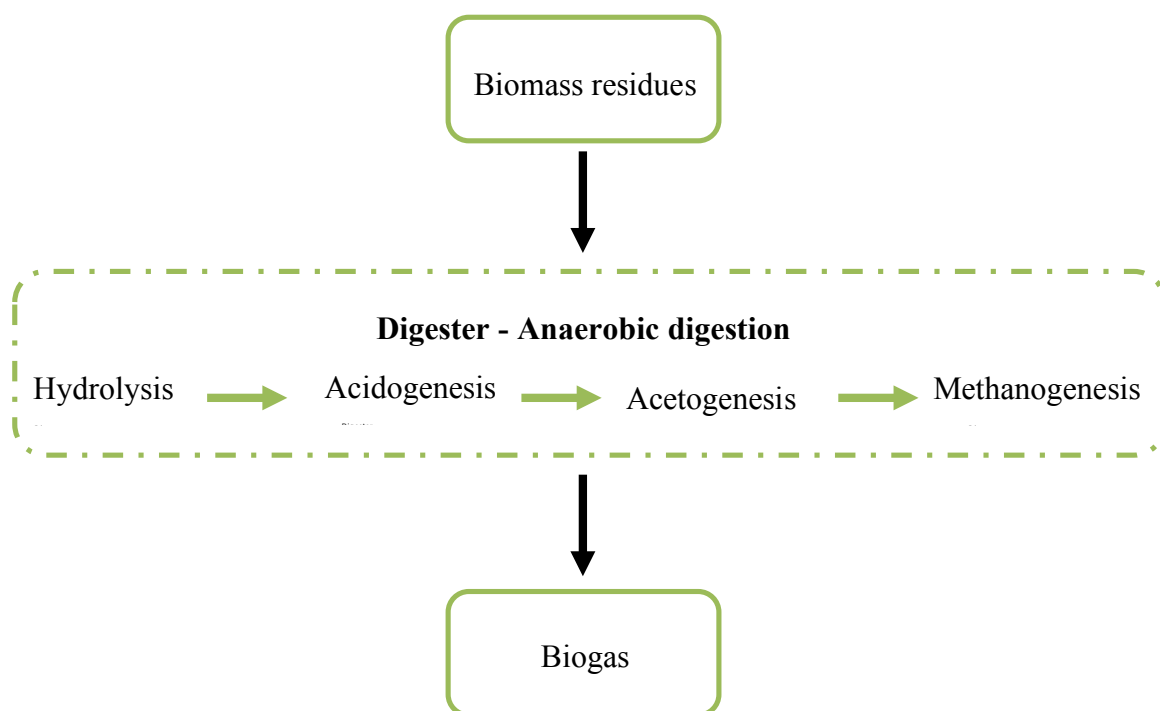 Biomass residues
Digester - Anaerobic digestion
Hydrolysis
Acidogenesis
Acetogenesis
Methanogenesis
Biogas